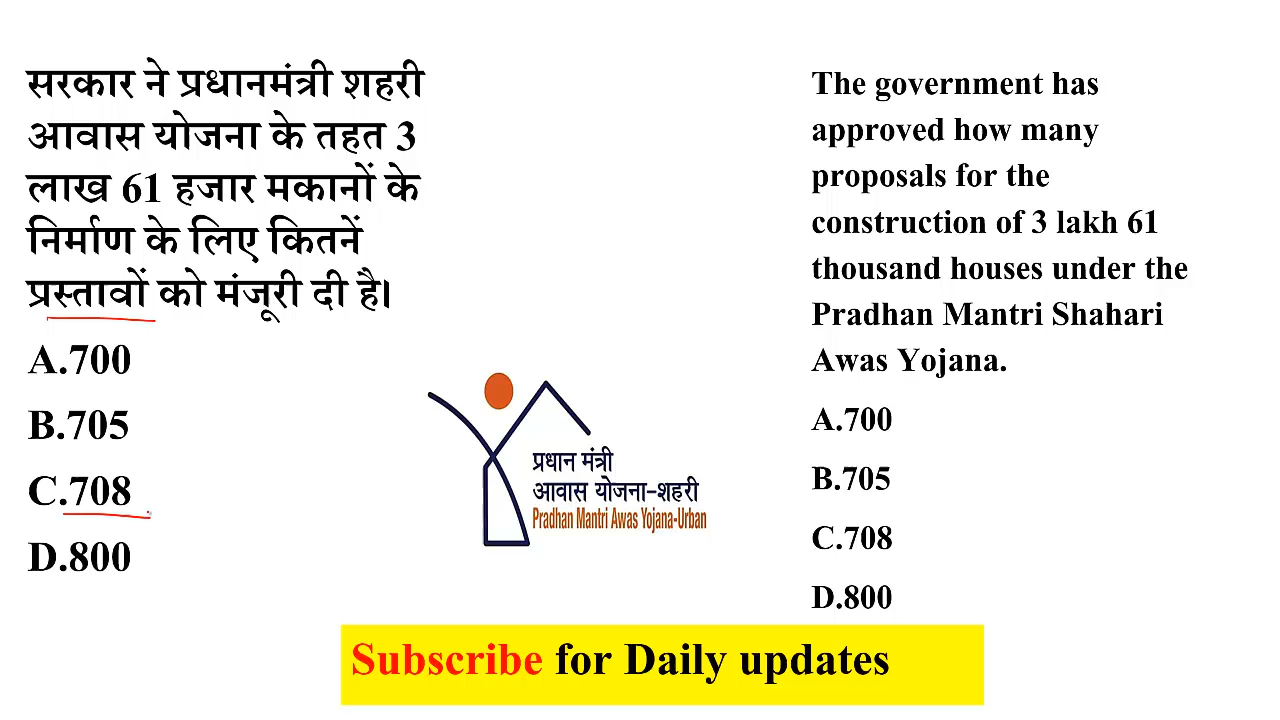 सरकार ने प्रधानमंत्री शहरी
आवास योजना के तहत 3
लाख 61 हजार मकानों के
निर्माण के लिए कितनें
प्रस्तावों को मंजूरी दी है।
A.700
B.705
C.708
D.800
प्रधान मंत्री
आवास योजना-शहरी
Pradhan Mantri Awas Yojana-Urban
The government has
approved how many
proposals for the
construction of 3 lakh 61
thousand houses under the
Pradhan Mantri Shahari
Awas Yojana.
A.700
B.705
C.708
D.800
Subscribe for Daily updates